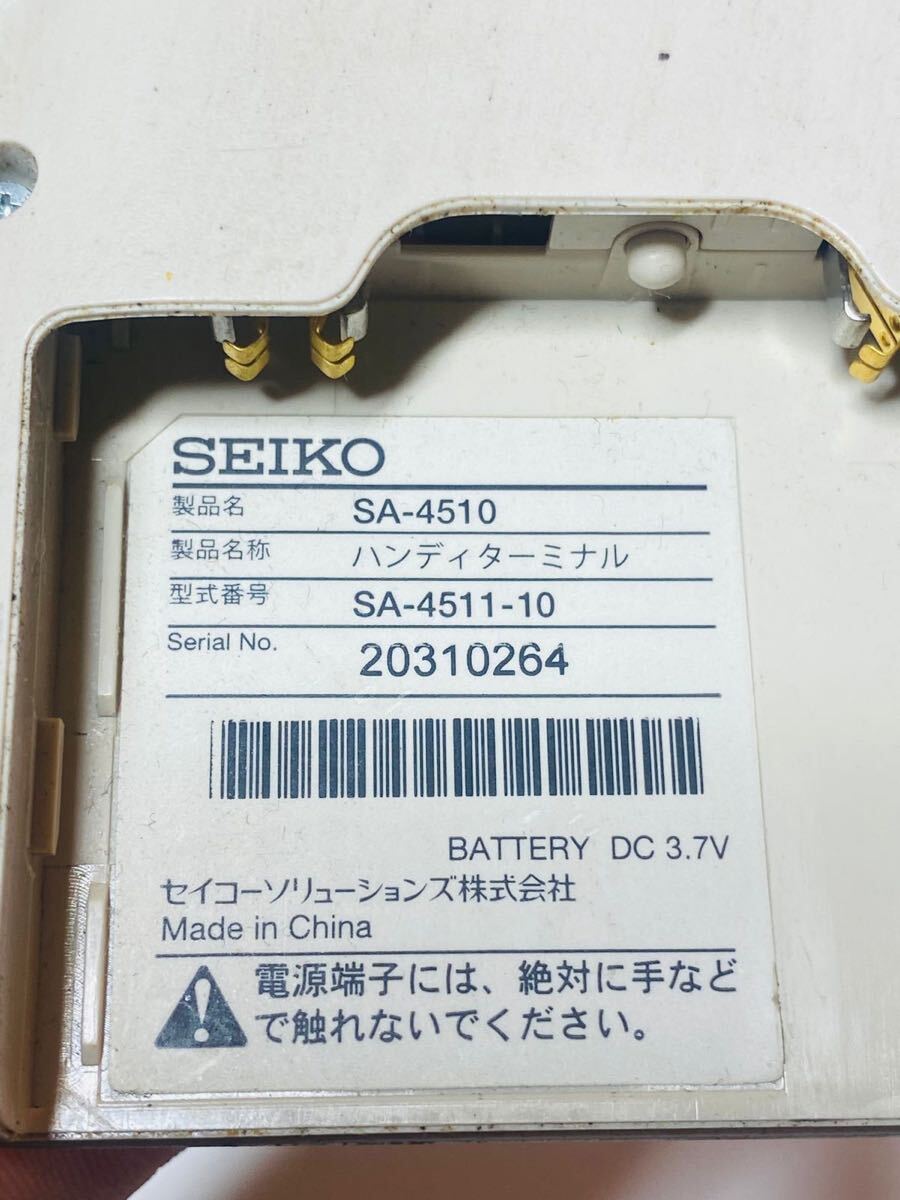 SEIKO
製品名 SA-4510
製品名称 ハンディターミナル
型式番号 SA-4511-10
Serial No. 20310264
BATTERY DC 3.7V
セイコーソリューションズ株式会社
Made in China
電源端子には、絶対に手など
で触れないでください。